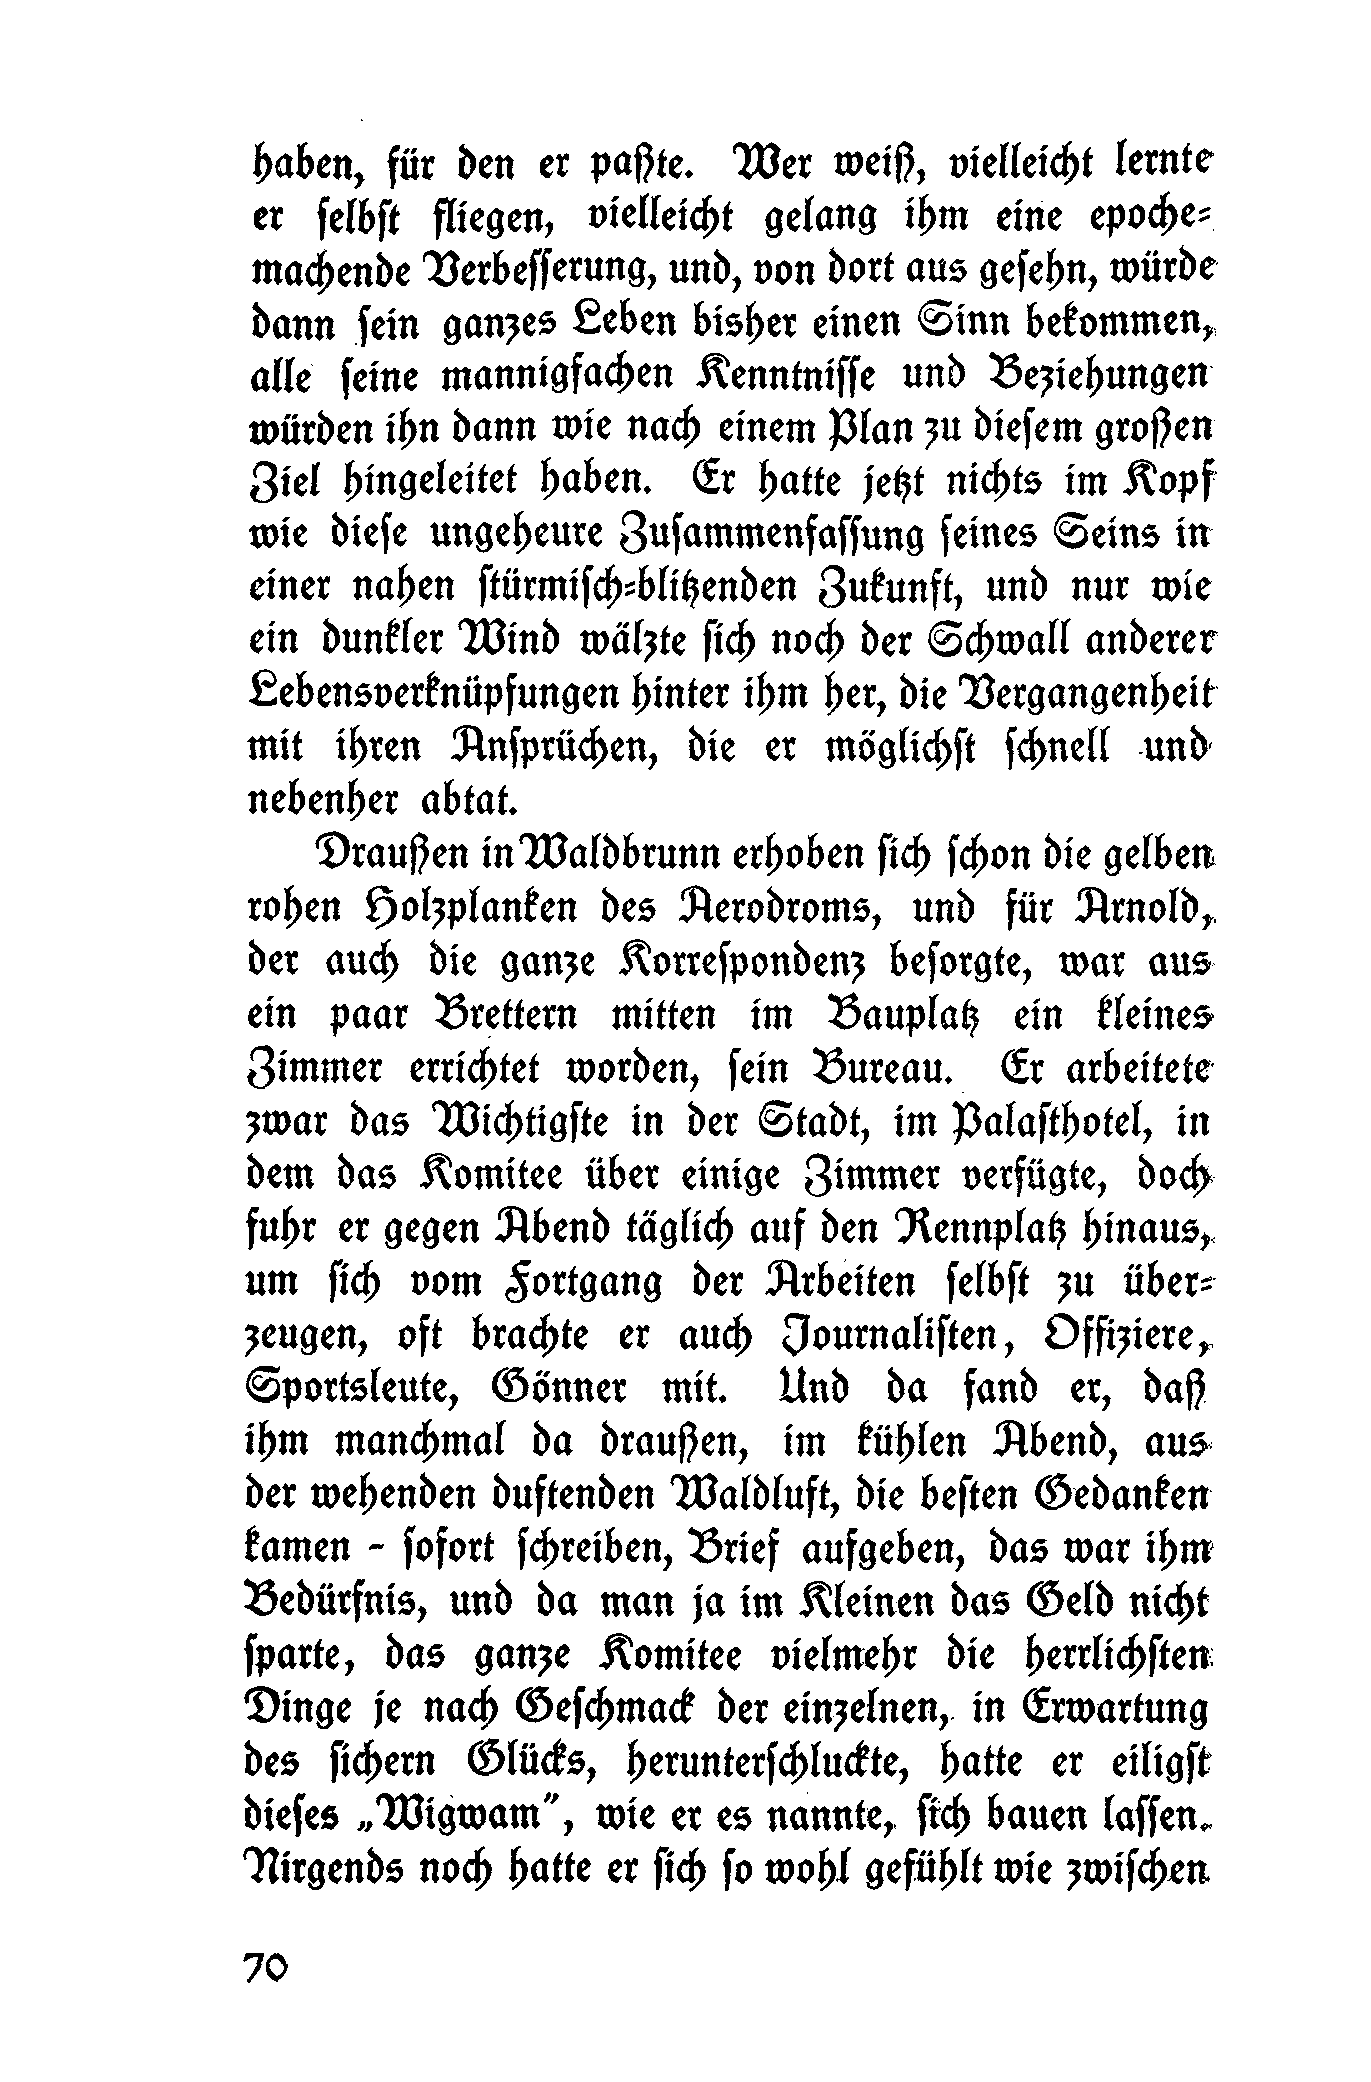 haben, für den er paßte. Wer weiß, vielleicht lernte
er selbst fliegen, vielleicht gelang ihm eine epoche-
machende Verbesserung, und, von dort aus gesehn, würde
dann sein ganzes Leben bisher einen Sinn bekommen,
alle seine mannigfachen Kenntnisse und Beziehungen
würden ihn dann wie nach einem Plan zu diesem großen
Ziel hingeleitet haben. Er hatte jetzt nichts im Kopf
wie diese ungeheure Zusammenfassung seines Seins in
einer nahen stürmisch-blitzenden Zukunft, und nur wie
ein dunkler Wind wälzte sich noch der Schwall anderer
Lebensverknüpfungen hinter ihm her, die Vergangenheit
mit ihren Ansprüchen, die er möglichst schnell und
nebenher abtat.
Draußen in Waldbrunn erhoben sich schon die gelben
rohen Holzplanken des Aerodroms, und für Arnold,
der auch die ganze Korrespondenz besorgte, war aus
ein paar Brettern mitten im Bauplatz ein kleines
Zimmer errichtet worden, sein Bureau. Er arbeitete
zwar das Wichtigste in der Stadt, im Palasthotel, in
dem das Komitee über einige Zimmer verfügte, doch
fuhr er gegen Abend täglich auf den Rennplatz hinaus,
um sich vom Fortgang der Arbeiten selbst zu über-
zeugen, oft brachte er auch Journalisten, Offiziere,
Sportsleute, Gönner mit. Und da fand er, daß
ihm manchmal da draußen, im kühlen Abend, aus
der wehenden duftenden Waldluft, die besten Gedanken
kamen - sofort schreiben, Brief aufgeben, das war ihm
Bedürfnis, und da man ja im Kleinen das Geld nicht
sparte, das ganze Komitee vielmehr die herrlichsten
Dinge je nach Geschmack der einzelnen, in Erwartung
des sichern Glücks, herunterschluckte, hatte er eiligst
dieses „Wigwam", wie er es nannte, sich bauen lassen.
Nirgends noch hatte er sich so wohl gefühlt wie zwischen
70